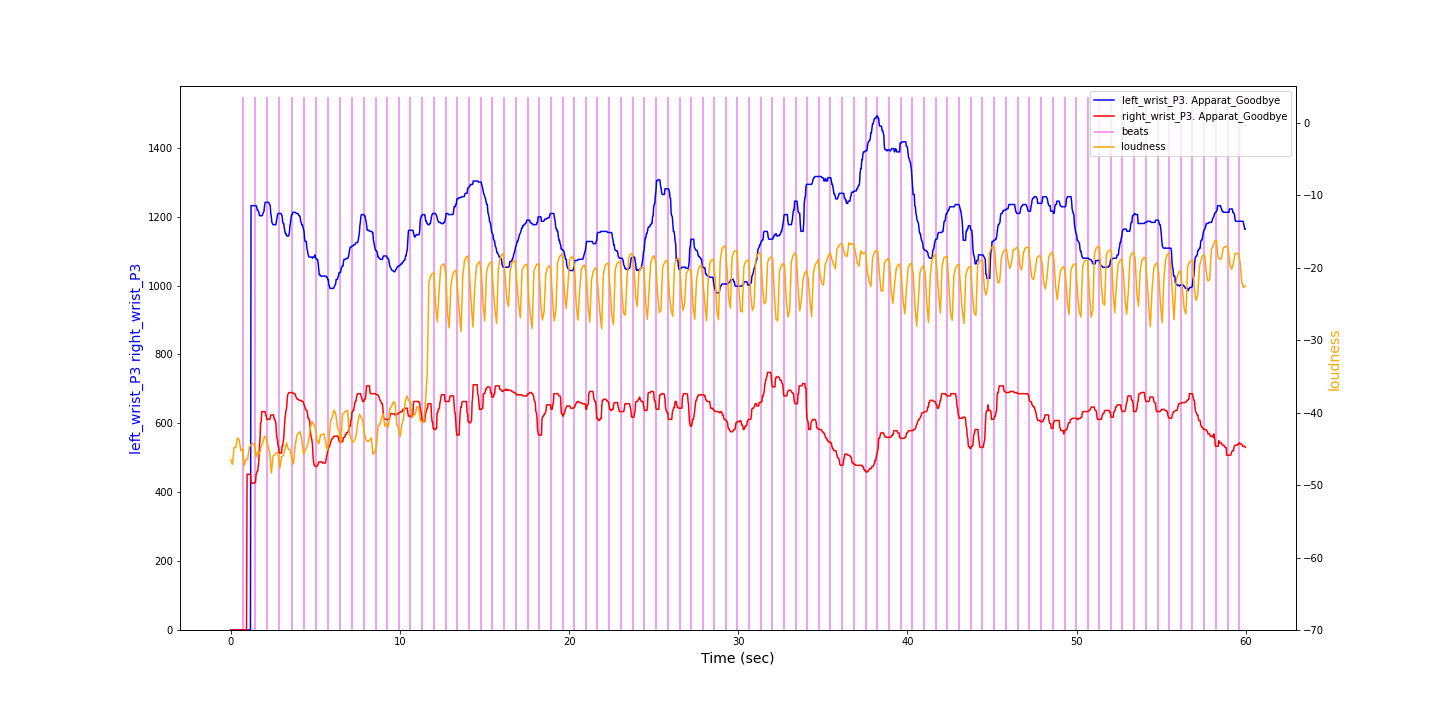 left_wrist_P3. Apparat_Goodbye
right_wrist_P3. Apparat_Goodbye
beats
loudness
1400
1200
1000
800
600
400
200
0
left_wrist_P3 right_wrist_P3
0
−10
−20
−30
−40
−50
−60
−70
loudness
0 10 20 30 40 50 60
Time (sec)